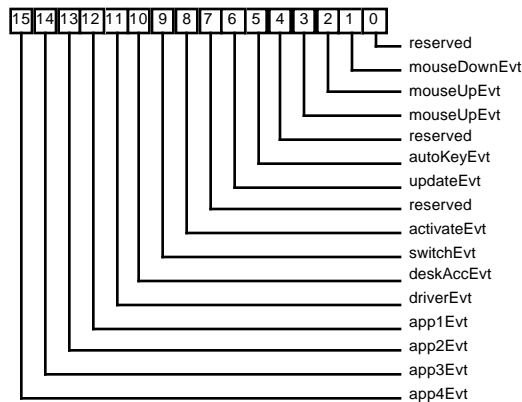 15 14 13 12 11 10 9 8 7 6 5 4 3 2 1 0
reserved
mouseDownEvt
mouseUpEvt
mouseUpEvt
reserved
autoKeyEvt
updateEvt
reserved
activateEvt
switchEvt
deskAccEvt
driverEvt
app1Evt
app2Evt
app3Evt
app4Evt